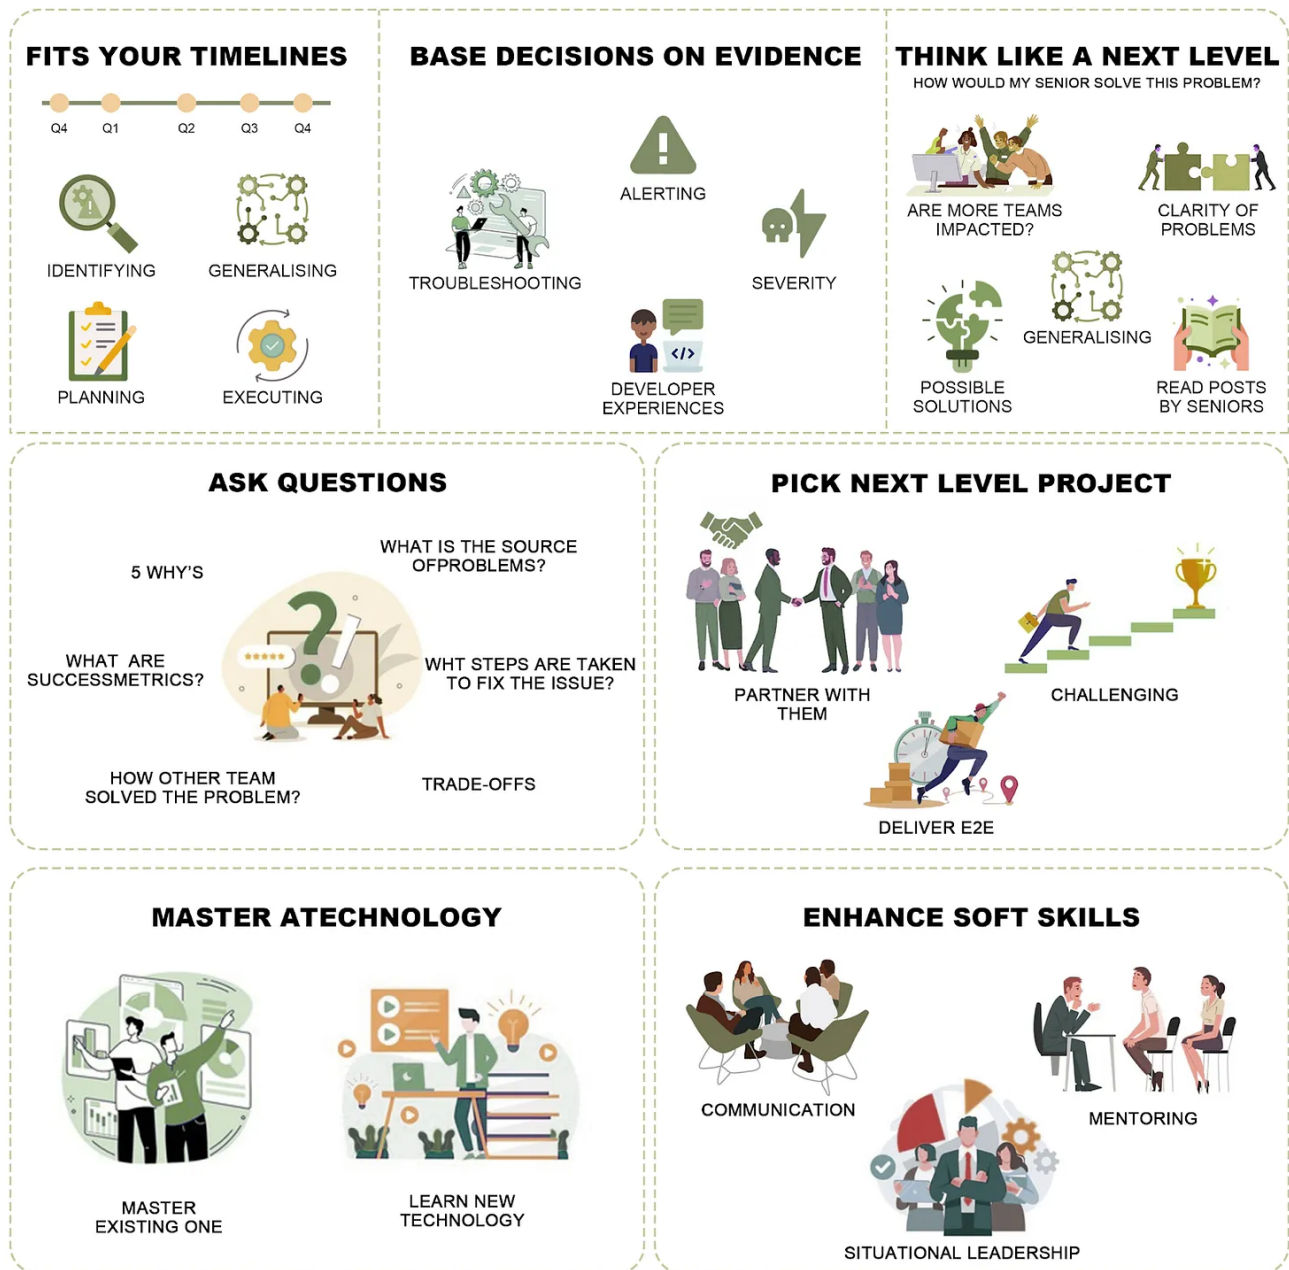 FITS YOUR TIMELINES
Q4 Q1 Q2 Q3 Q4
IDENTIFYING
GENERALISING
PLANNING
EXECUTING
BASE DECISIONS ON EVIDENCE
ALERTING
TROUBLESHOOTING
SEVERITY
</>
DEVELOPER
EXPERIENCES
THINK LIKE A NEXT LEVEL
HOW WOULD MY SENIOR SOLVE THIS PROBLEM?
ARE MORE TEAMS
IMPACTED?
CLARITY OF
PROBLEMS
GENERALISING
POSSIBLE
SOLUTIONS
READ POSTS
BY SENIORS
ASK QUESTIONS
5 WHY'S
WHAT IS THE SOURCE
OFPROBLEMS?
WHAT ARE
SUCCESSMETRICS?
WHT STEPS ARE TAKEN
TO FIX THE ISSUE?
HOW OTHER TEAM
SOLVED THE PROBLEM?
TRADE-OFFS
PICK NEXT LEVEL PROJECT
PARTNER WITH
THEM
CHALLENGING
DELIVER E2E
MASTER ATECHNOLOGY
MASTER
EXISTING ONE
LEARN NEW
TECHNOLOGY
ENHANCE SOFT SKILLS
COMMUNICATION
MENTORING
SITUATIONAL LEADERSHIP